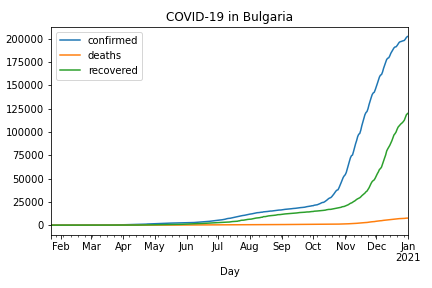 COVID-19 in Bulgaria
confirmed
deaths
recovered
200000
175000
150000
125000
100000
75000
50000
25000
0
Feb Mar Apr May Jun Jul Aug Sep Oct Nov Dec Jan
2021
Day